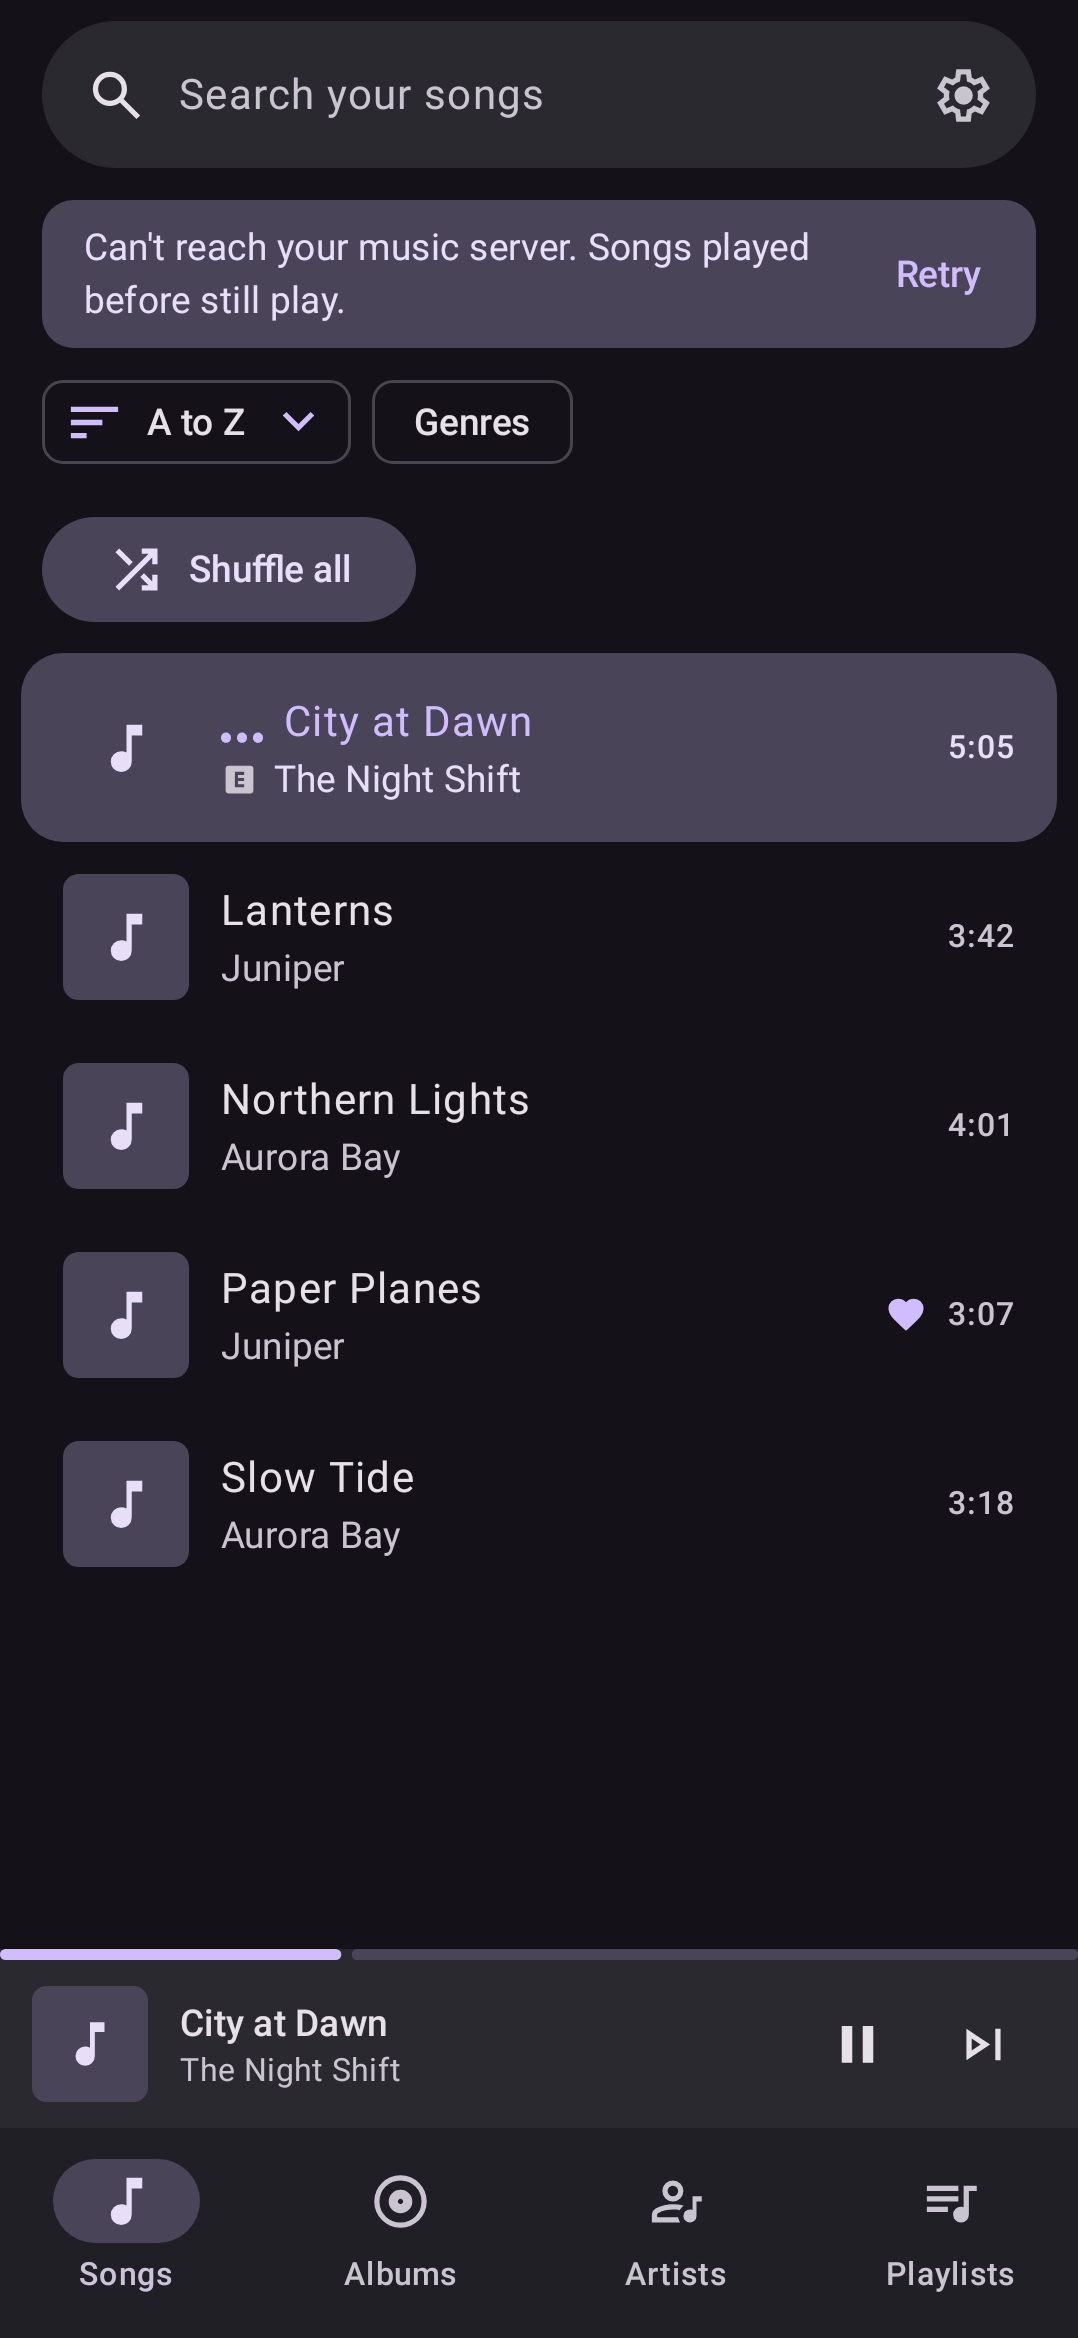 Search your songs
Can't reach your music server. Songs played
before still play.
Retry
A to Z
Genres
Shuffle all
City at Dawn
E The Night Shift
5:05
Lanterns
Juniper
3:42
Northern Lights
Aurora Bay
4:01
Paper Planes
Juniper
3:07
Slow Tide
Aurora Bay
3:18
City at Dawn
The Night Shift
Songs
Albums
Artists
Playlists